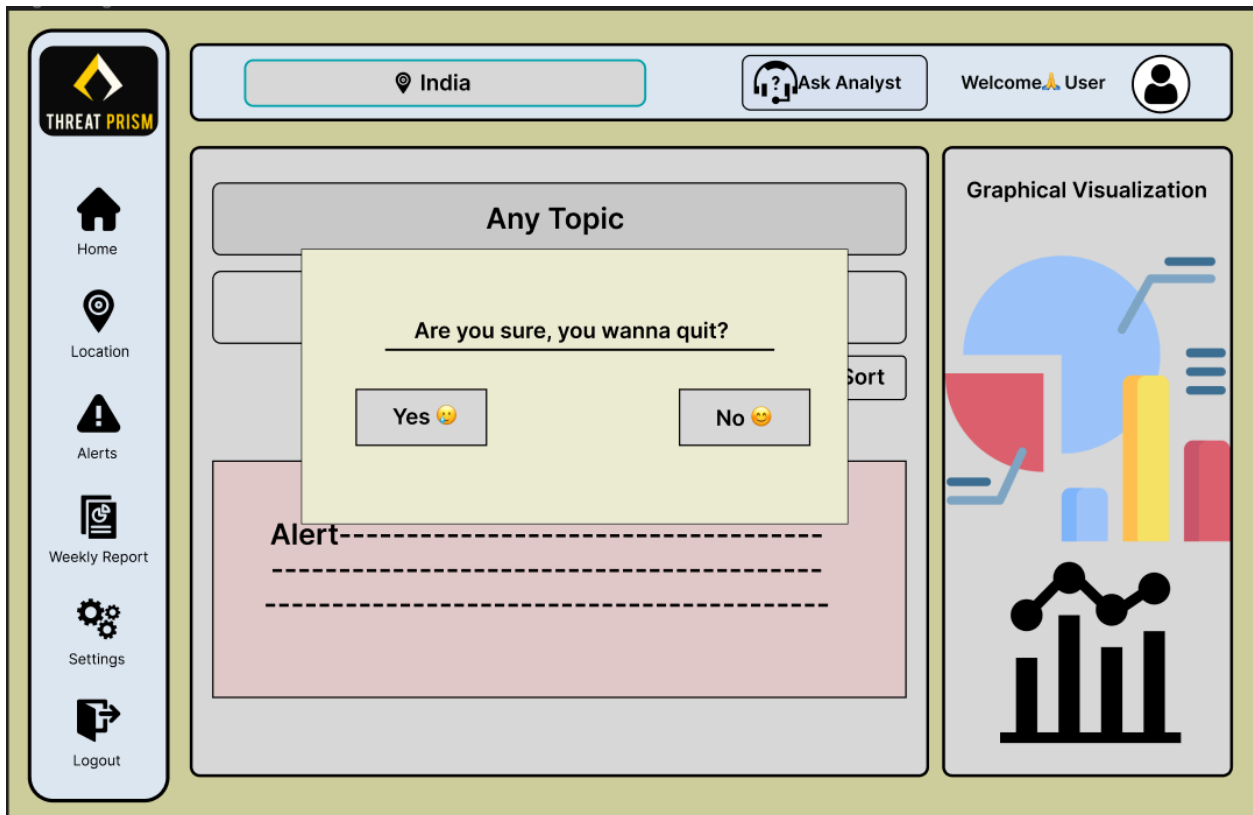 THREAT PRISM
India
Ask Analyst
Welcome🙏 User
Home
Location
Alerts
Weekly Report
Settings
Logout
Any Topic
Are you sure, you wanna quit?
Yes 🥲
No 😊
Sort
Alert------------------------------------
------------------------------------------
------------------------------------------
Graphical Visualization